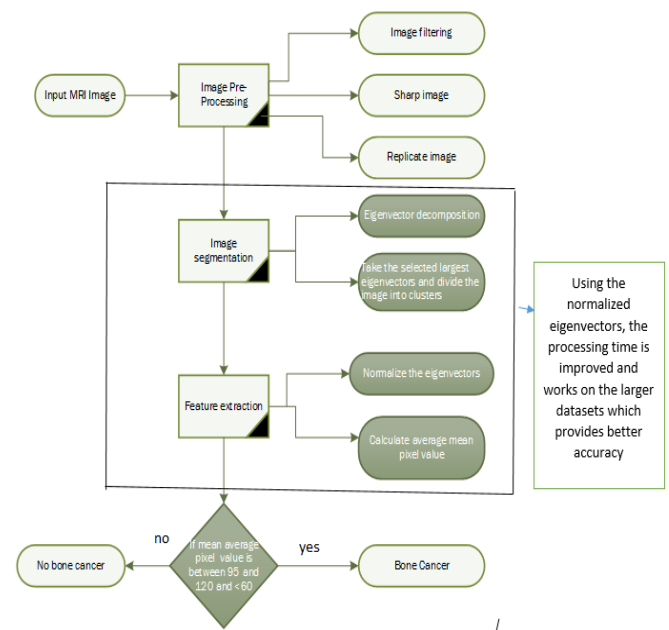 Image filtering
Input MRI Image
Image Pre-
Processing
Sharp image
Replicate image
Image
segmentation
Eigenvector decomposition
Take the selected largest
eigenvectors and divide the
image into clusters
Using the
normalized
eigenvectors, the
processing time is
improved and
works on the larger
datasets which
provides better
accuracy
Feature extraction
Normalize the eigenvectors
Calculate average mean
pixel value
no
If mean average
pixel value is
between 95 and
120 and <60
yes
No bone cancer
Bone Cancer
/